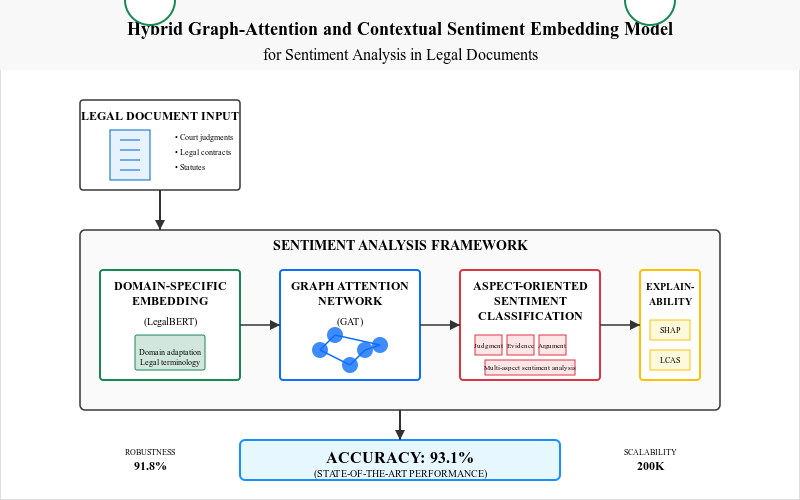 Hybrid Graph-Attention and Contextual Sentiment Embedding Model
for Sentiment Analysis in Legal Documents
LEGAL DOCUMENT INPUT
• Court judgments
• Legal contracts
• Statutes
SENTIMENT ANALYSIS FRAMEWORK
DOMAIN-SPECIFIC
EMBEDDING
(LegalBERT)
Domain adaptation
Legal terminology
GRAPH ATTENTION
NETWORK
(GAT)
ASPECT-ORIENTED
SENTIMENT
CLASSIFICATION
Judgment Evidence Argument
Multi-aspect sentiment analysis
EXPLAIN-
ABILITY
SHAP
LCAS
ROBUSTNESS
91.8%
ACCURACY: 93.1%
(STATE-OF-THE-ART PERFORMANCE)
SCALABILITY
200K